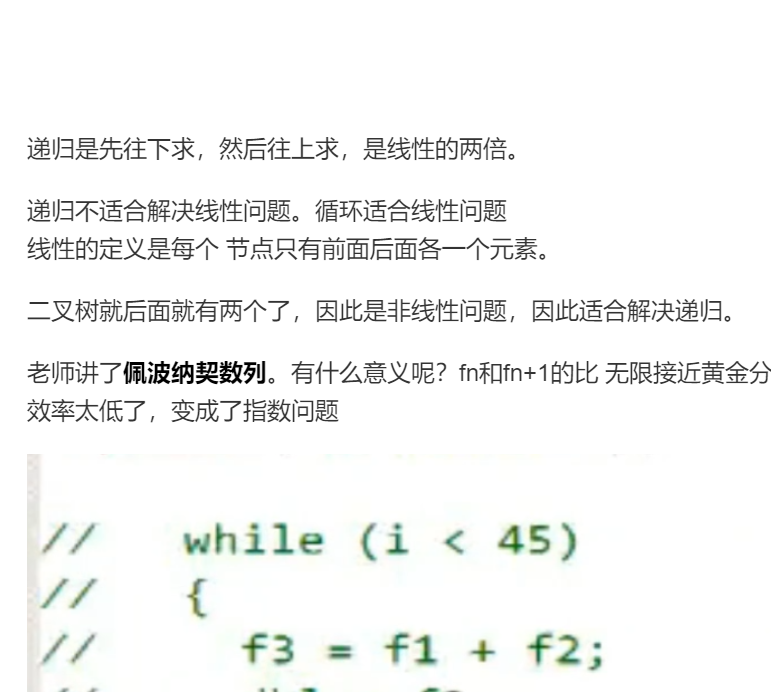 递归是先往下求，然后往上求，是线性的两倍。
递归不适合解决线性问题。循环适合线性问题
线性的定义是每个 节点只有前面后面各一个元素。
二叉树就后面就有两个了，因此是非线性问题，因此适合解决递归。
老师讲了佩波纳契数列。有什么意义呢？fn和fn+1的比 无限接近黄金分
效率太低了，变成了指数问题
// while (i < 45)
// {
// f3 = f1 + f2;